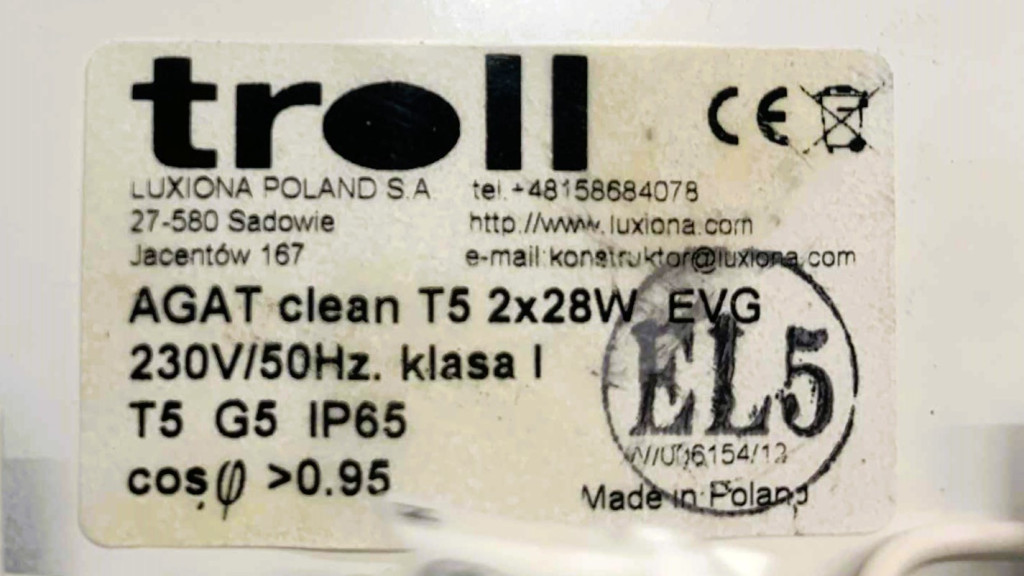 troll CE
LUXIONA POLAND S.A tel.+48158684078
27-580 Sadowie http://www.luxiona.com
Jacentów 167 e-mail:konstruktor@luxiona.com
AGAT clean T5 2x28W EVG
230V/50Hz. klasa I
T5 G5 IP65
EL5
cosφ >0.95
Made in Poland